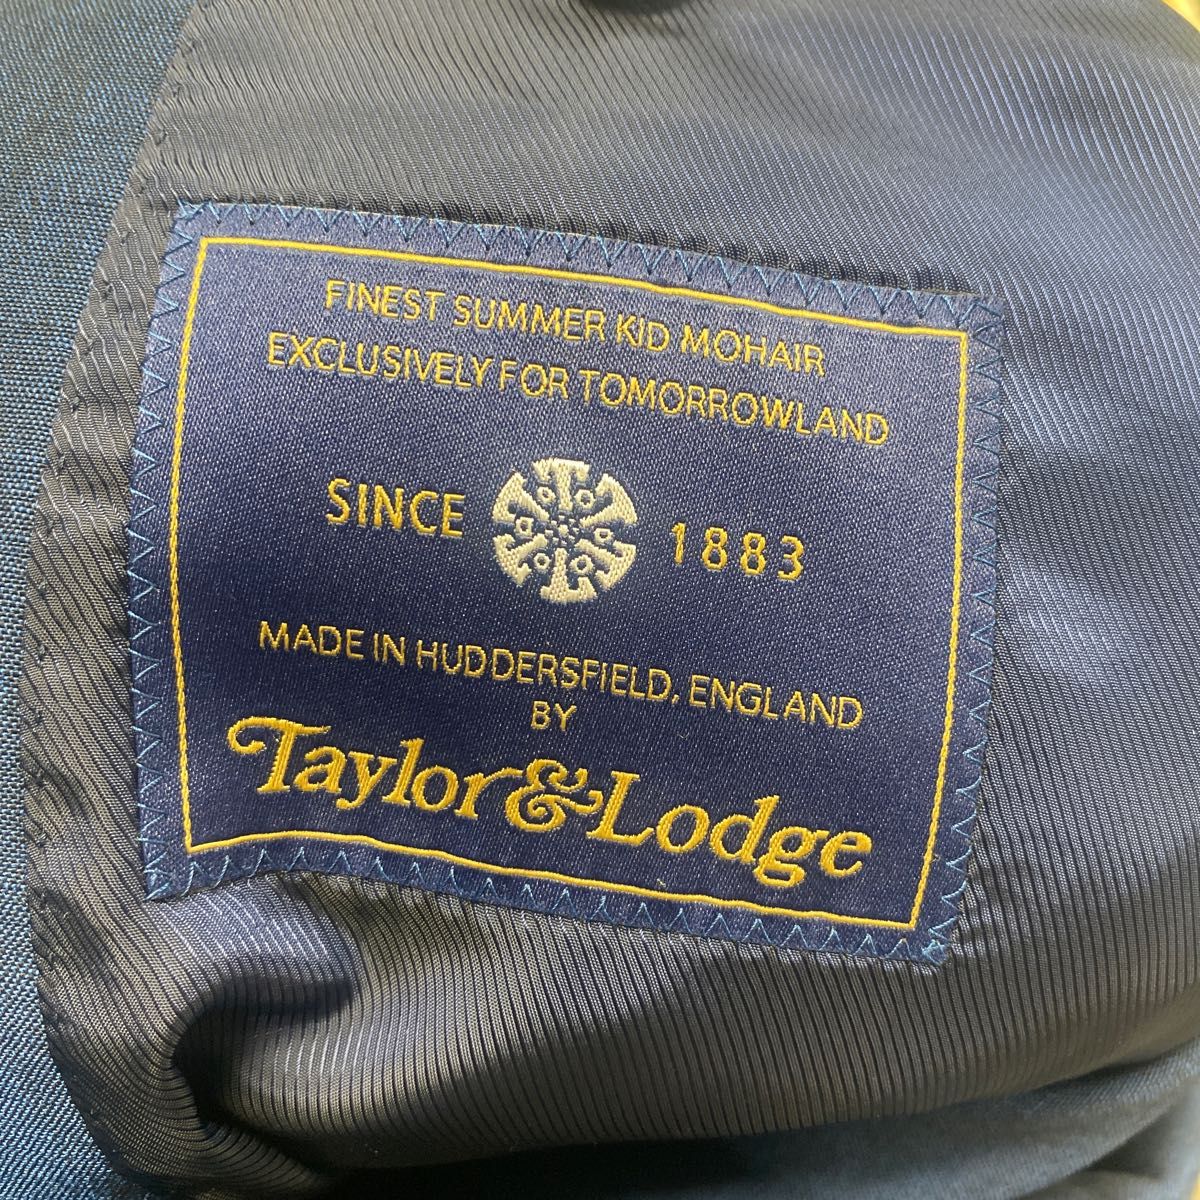 FINEST SUMMER KID MOHAIR
EXCLUSIVELY FOR TOMORROWLAND
SINCE 1883
MADE IN HUDDERSFIELD, ENGLAND
BY
Taylor & Lodge